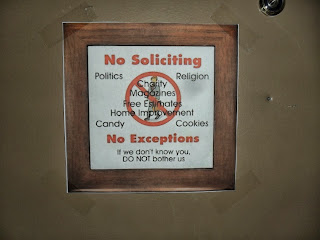 No Soliciting
Politics Religion
Charity
Magazines
Free Estimates
Home Improvement
Candy Cookies
No Exceptions
If we don't know you,
DO NOT bother us